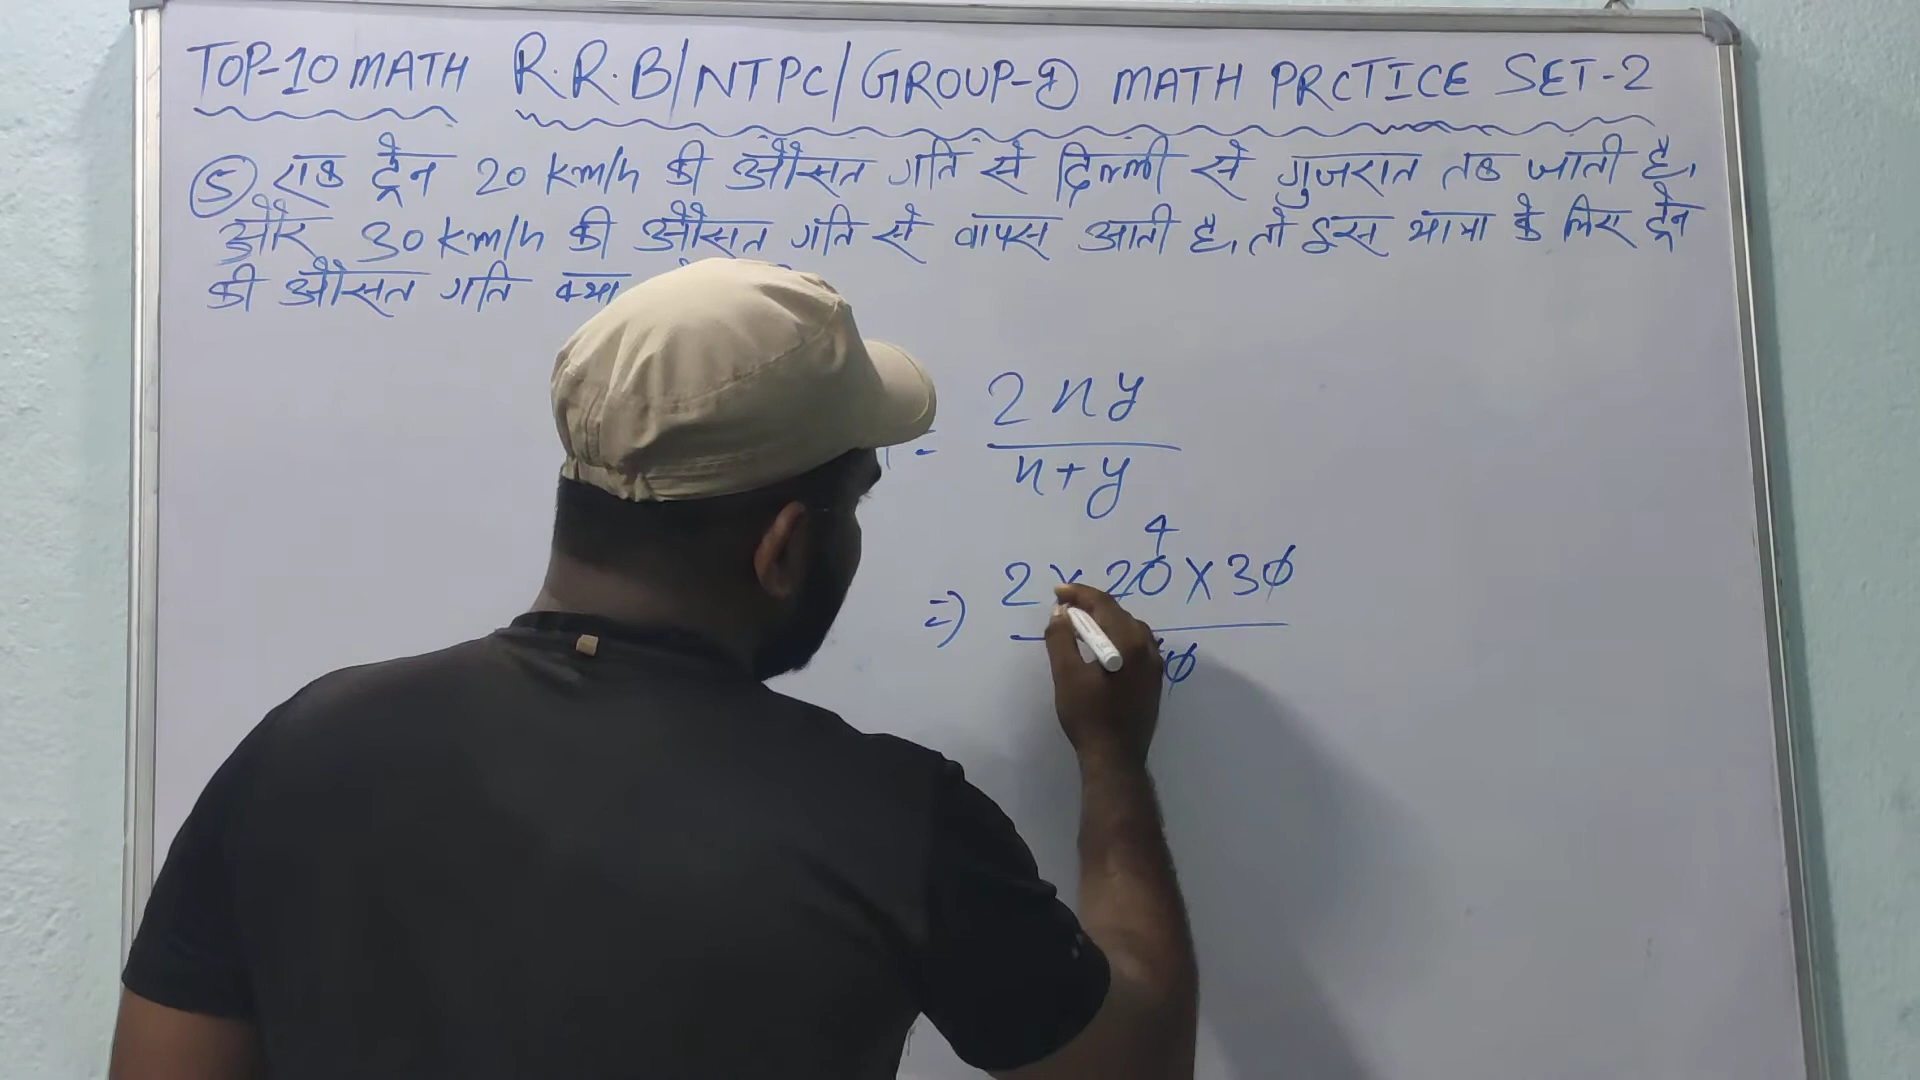 TOP-10 MATH R.R.B/NTPC/GROUP-D MATH PRCTICE SET-2
⑤ एक ट्रेन 20 km/h की औसत गति से दिल्ली से गुजरात तक जाती है,
और 30 km/h की औसत गति से वापस आती है, तो इस यात्रा के लिए ट्रेन
की औसत गति क्या
= 2xy
x+y
4
=) 2 × 20 × 30
0